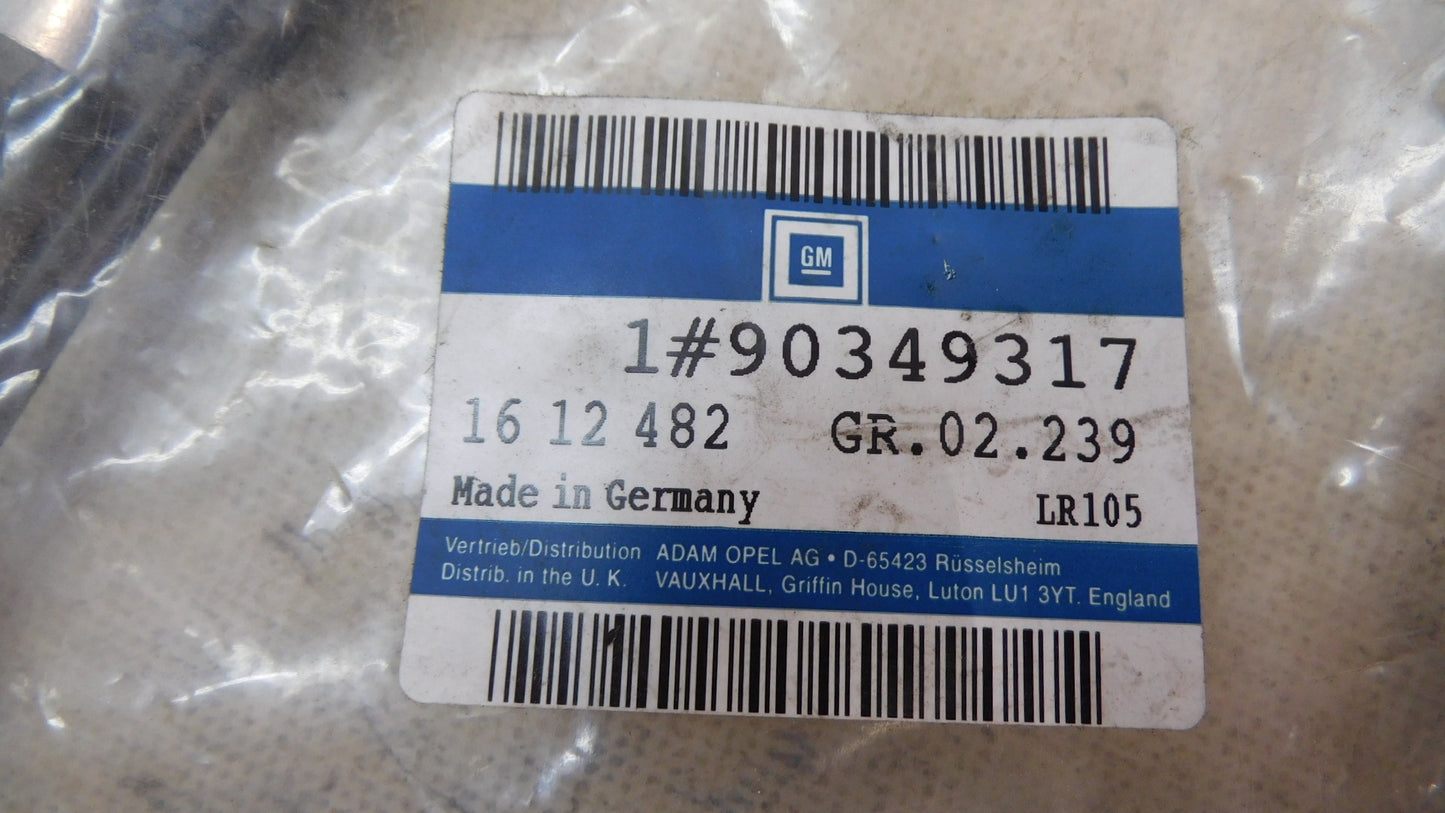 GM
1#90349317
16 12 482 GR.02.239
Made in Germany LR105
Vertrieb/Distribution ADAM OPEL AG • D-65423 Rüsselsheim
Distrib. in the U. K. VAUXHALL, Griffin House, Luton LU1 3YT. England